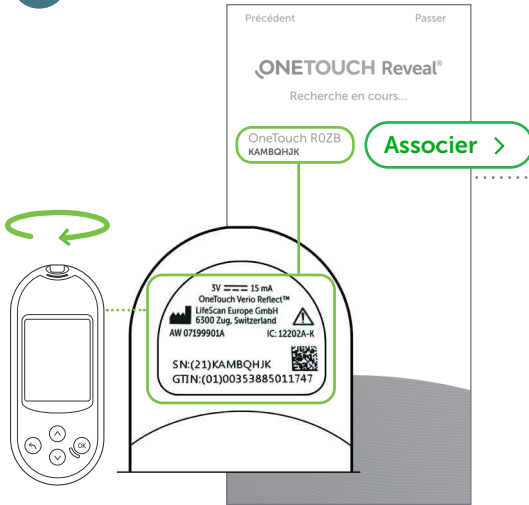 Précédent Passer
ONETOUCH Reveal®
Recherche en cours...
OneTouch R0ZB
KAMBQHJK
Associer >
3V 15 mA
OneTouch Verio Reflect™
LifeScan Europe GmbH
6300 Zug, Switzerland
AW 07199901A IC: 12202A-K
SN:(21)KAMBQHJK
GTIN:(01)00353885011747
OK